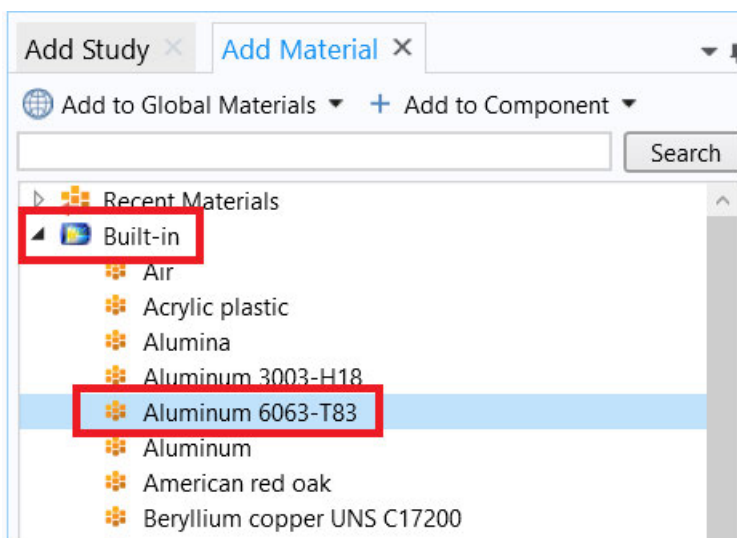 Add Study Add Material
Add to Global Materials Add to Component
Search
Recent Materials
Built-in
Air
Acrylic plastic
Alumina
Aluminum 3003-H18
Aluminum 6063-T83
Aluminum
American red oak
Beryllium copper UNS C17200